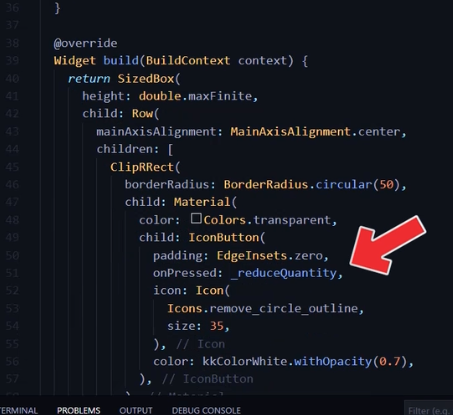 36 }
37
38 @override
39 Widget build(BuildContext context) {
40 return SizedBox(
41 height: double.maxFinite,
42 child: Row(
43 mainAxisAlignment: MainAxisAlignment.center,
44 children: [
45 ClipRRect(
46 borderRadius: BorderRadius.circular(50),
47 child: Material(
48 color: Colors.transparent,
49 child: IconButton(
50 padding: EdgeInsets.zero,
51 onPressed: _reduceQuantity,
52 icon: Icon(
53 Icons.remove_circle_outline,
54 size: 35,
55 ), // Icon
56 color: kkColorWhite.withOpacity(0.7),
57 ), // IconButton
58 ), // Material
TERMINAL PROBLEMS OUTPUT DEBUG CONSOLE Filter (e.g.